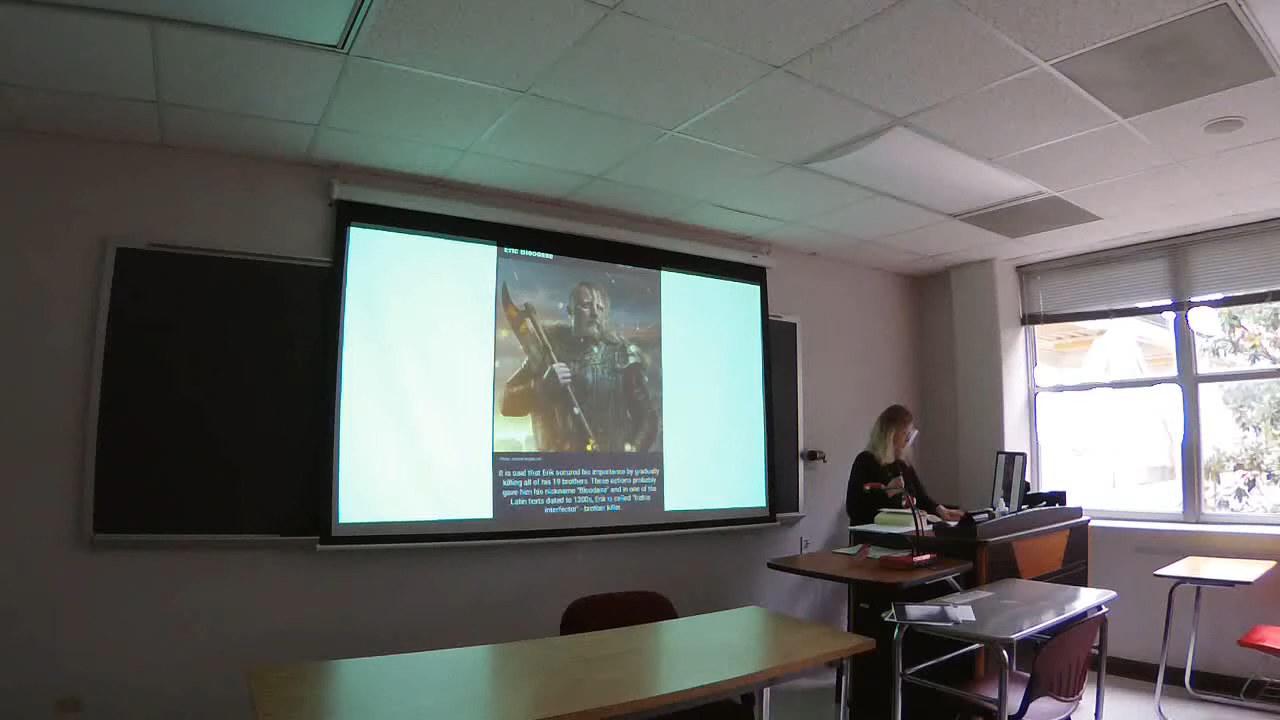 Eric Bloodaxe
It is said that Erik secured his importance by gradually
killing all of his 19 brothers. These actions probably
gave him his nickname "Bloodaxe" and in one of the
Latin texts dated to 1200s, Erik is called "fratris
interfector" - brother killer.